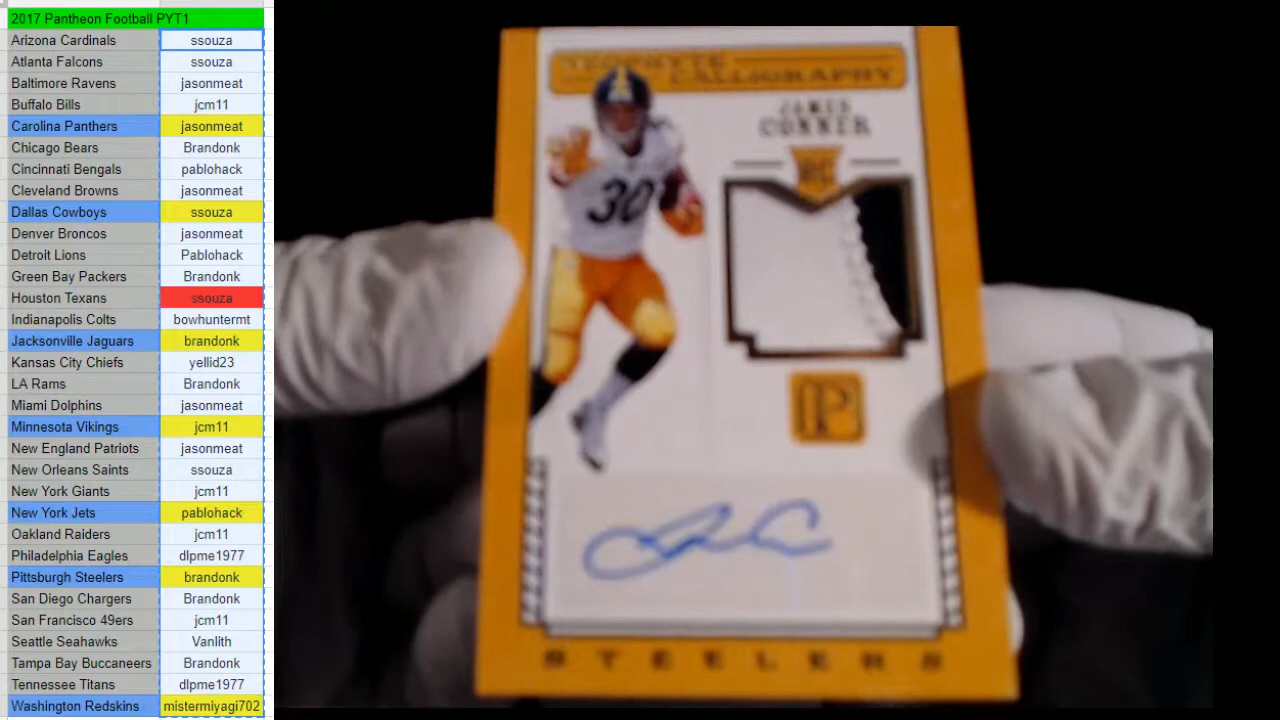 2017 Pantheon Football PYT1
Arizona Cardinals ssouza
Atlanta Falcons ssouza
Baltimore Ravens jasonmeat
Buffalo Bills jcm11
Carolina Panthers jasonmeat
Chicago Bears Brandonk
Cincinnati Bengals pablohack
Cleveland Browns jasonmeat
Dallas Cowboys ssouza
Denver Broncos jasonmeat
Detroit Lions Pablohack
Green Bay Packers Brandonk
Houston Texans ssouza
Indianapolis Colts bowhuntermt
Jacksonville Jaguars brandonk
Kansas City Chiefs yellid23
LA Rams Brandonk
Miami Dolphins jasonmeat
Minnesota Vikings jcm11
New England Patriots jasonmeat
New Orleans Saints ssouza
New York Giants jcm11
New York Jets pablohack
Oakland Raiders jcm11
Philadelphia Eagles dlpme1977
Pittsburgh Steelers brandonk
San Diego Chargers Brandonk
San Francisco 49ers jcm11
Seattle Seahawks Vanlith
Tampa Bay Buccaneers Brandonk
Tennessee Titans dlpme1977
Washington Redskins mistermiyagi702
CALLIGRAPHY
JAMES
CONNER
RC
30
P
STEELERS